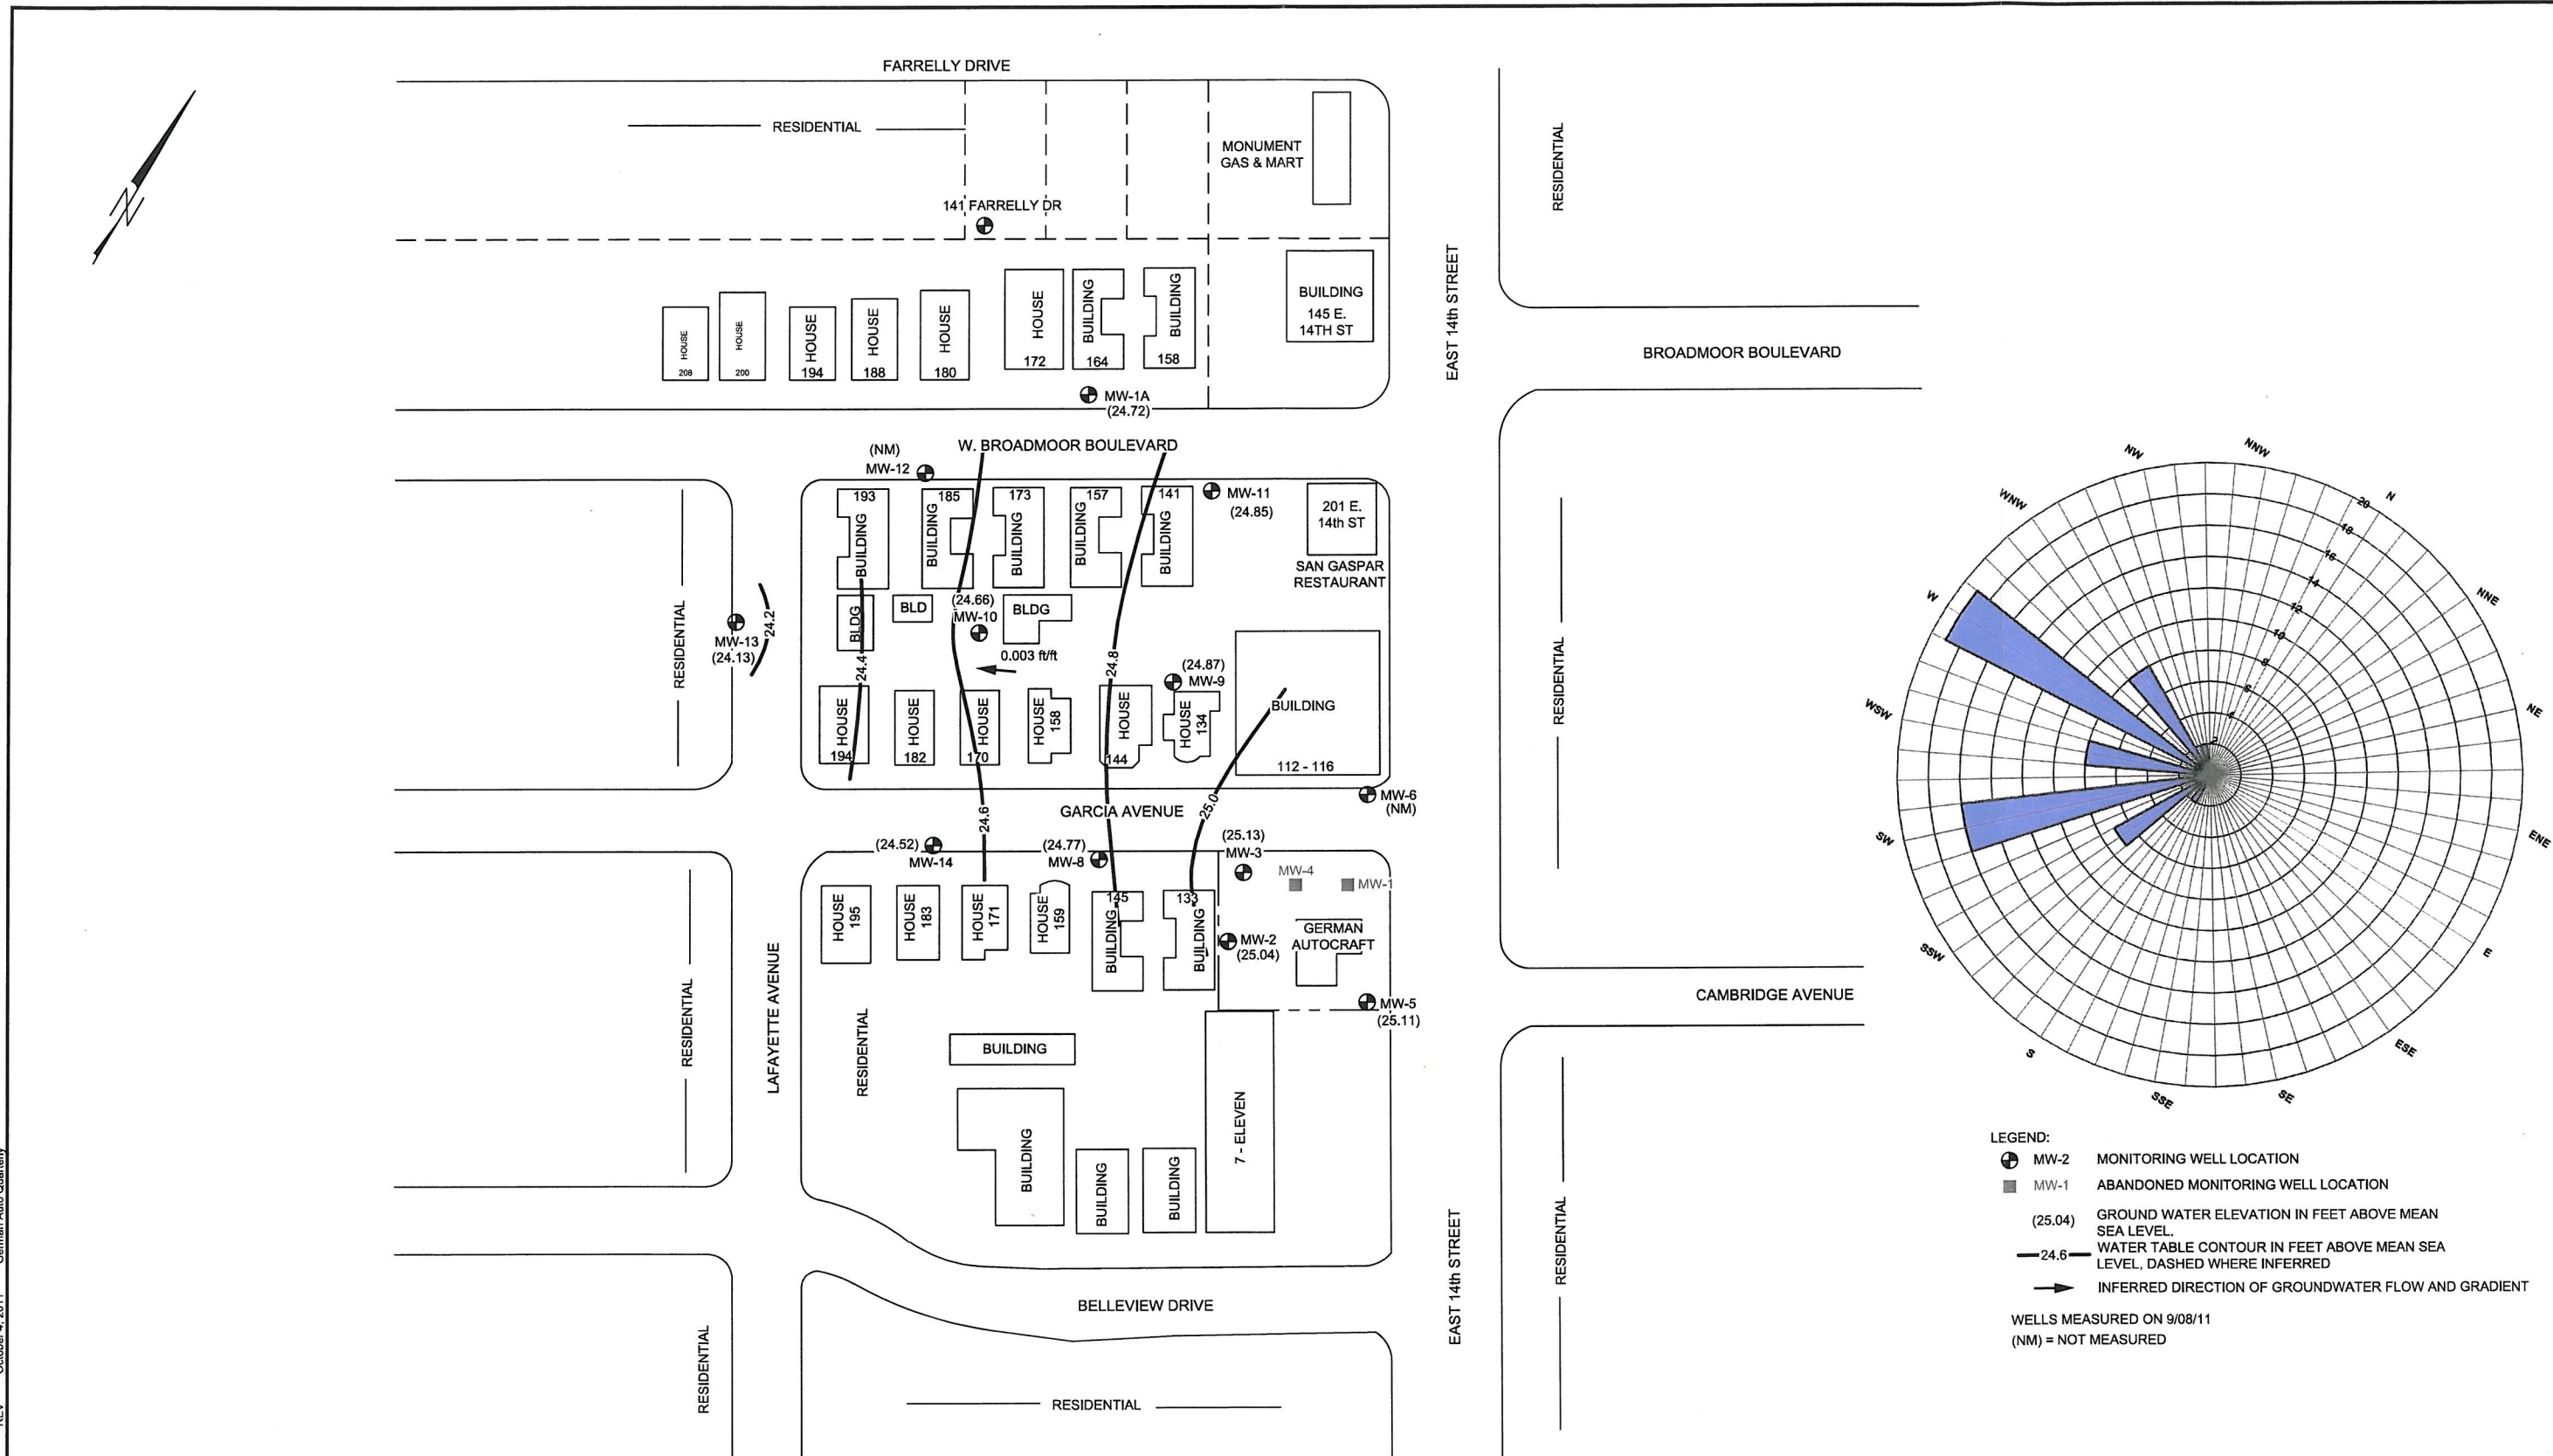 FARRELLY DRIVE
RESIDENTIAL
MONUMENT
GAS & MART
141 FARRELLY DR
HOUSE
208
HOUSE
200
HOUSE
194
HOUSE
188
HOUSE
180
HOUSE
172
BUILDING
164
BUILDING
158
BUILDING
145 E.
14TH ST
MW-1A
(24.72)
EAST 14th STREET
RESIDENTIAL
BROADMOOR BOULEVARD
W. BROADMOOR BOULEVARD
(NM)
MW-12
193
BUILDING
185
BUILDING
173
BUILDING
157
BUILDING
141
BUILDING
MW-11
(24.85)
201 E.
14th ST
SAN GASPAR
RESTAURANT
RESIDENTIAL
MW-13
(24.13)
24.2
BLDG
BLD
(24.66)
MW-10
BLDG
0.003 ft/ft
24.4
24.8
(24.87)
MW-9
HOUSE
194
HOUSE
182
HOUSE
170
HOUSE
158
HOUSE
144
HOUSE
134
BUILDING
112 - 116
RESIDENTIAL
24.6
GARCIA AVENUE
25.0
MW-6
(NM)
(24.52)
MW-14
(24.77)
MW-8
(25.13)
MW-3
MW-4
MW-1
HOUSE
195
HOUSE
183
HOUSE
171
HOUSE
159
145
BUILDING
133
BUILDING
MW-2
(25.04)
GERMAN
AUTOCRAFT
MW-5
(25.11)
CAMBRIDGE AVENUE
RESIDENTIAL
LAFAYETTE AVENUE
RESIDENTIAL
BUILDING
BUILDING
BUILDING
BUILDING
7 - ELEVEN
BELLEVIEW DRIVE
EAST 14th STREET
RESIDENTIAL
RESIDENTIAL
RESIDENTIAL
NW
NNW
N
NNE
NE
ENE
E
ESE
SE
SSE
S
SSW
SW
WSW
W
WNW
20
18
16
14
12
10
8
6
4
2
LEGEND:
MW-2 MONITORING WELL LOCATION
MW-1 ABANDONED MONITORING WELL LOCATION
(25.04) GROUND WATER ELEVATION IN FEET ABOVE MEAN
SEA LEVEL.
24.6 WATER TABLE CONTOUR IN FEET ABOVE MEAN SEA
LEVEL, DASHED WHERE INFERRED
INFERRED DIRECTION OF GROUNDWATER FLOW AND GRADIENT
WELLS MEASURED ON 9/08/11
(NM) = NOT MEASURED